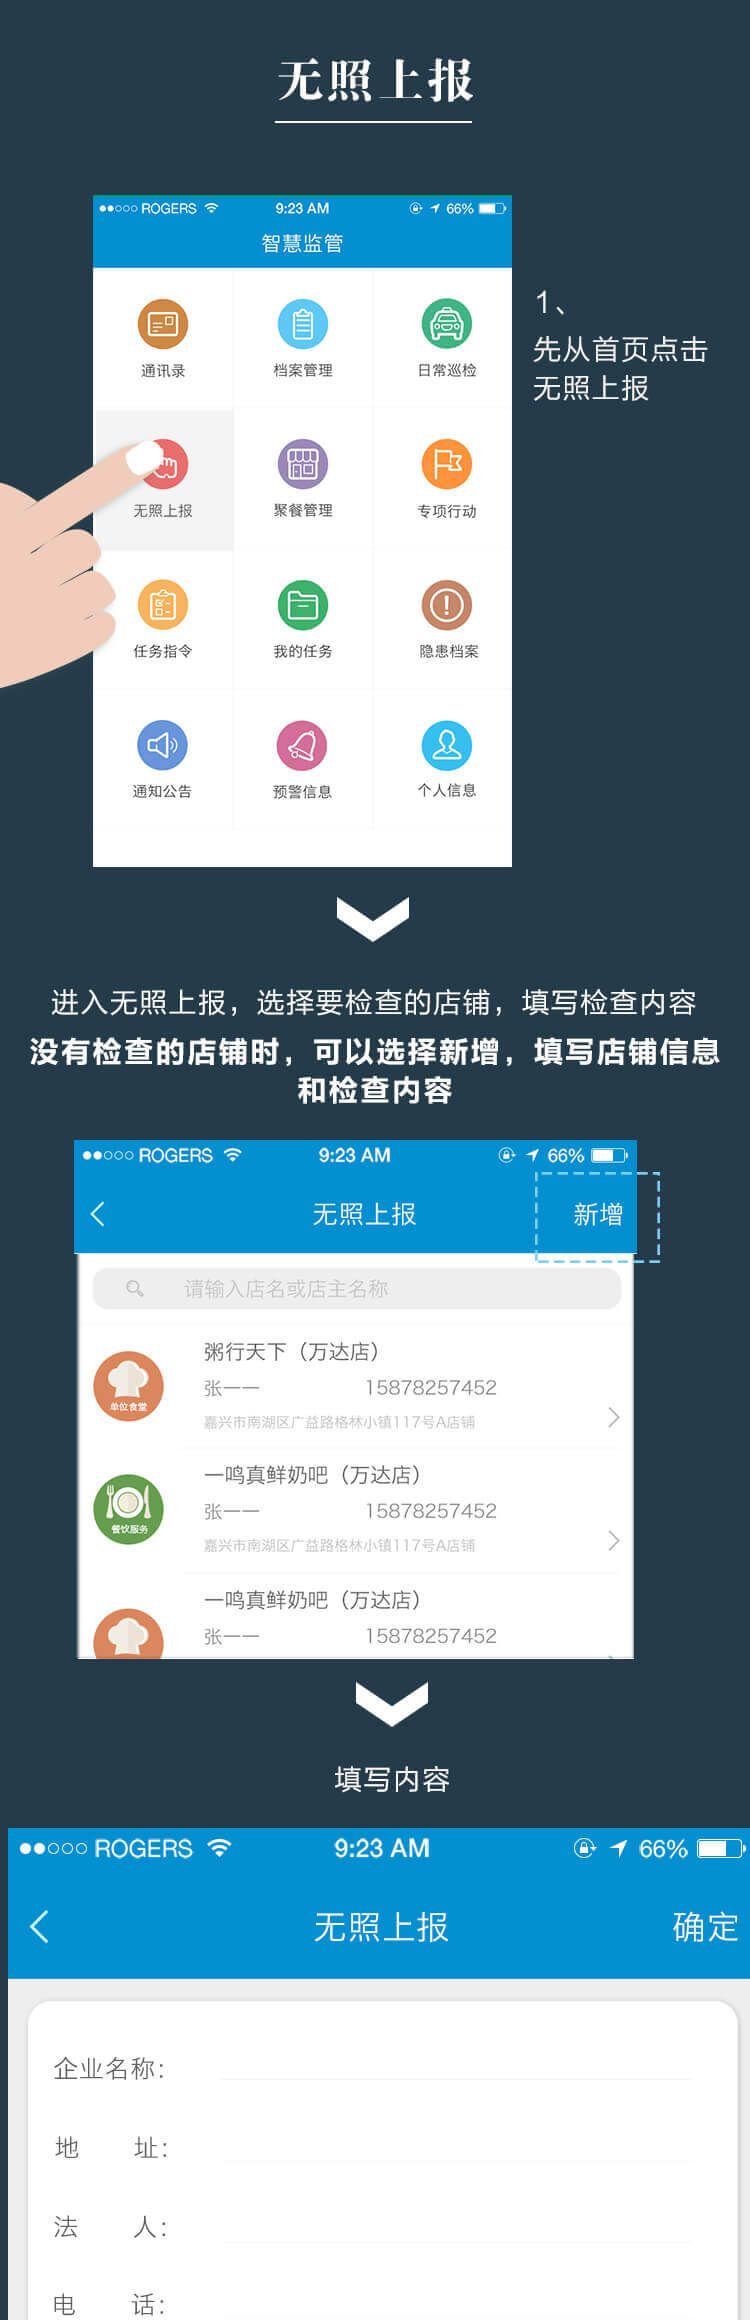 无照上报
ROGERS 9:23 AM 66%
智慧监管
通讯录 档案管理 日常巡检
无照上报 聚餐管理 专项行动
任务指令 我的任务 隐患档案
通知公告 预警信息 个人信息
1、
先从首页点击
无照上报
进入无照上报，选择要检查的店铺，填写检查内容
没有检查的店铺时，可以选择新增，填写店铺信息
和检查内容
ROGERS 9:23 AM 66%
无照上报 新增
请输入店名或店主名称
粥行天下（万达店）
张一一 15878257452
单位食堂
嘉兴市南湖区广益路格林小镇117号A店铺
一鸣真鲜奶吧（万达店）
张一一 15878257452
餐饮服务
嘉兴市南湖区广益路格林小镇117号A店铺
一鸣真鲜奶吧（万达店）
张一一 15878257452
填写内容
ROGERS 9:23 AM 66%
无照上报 确定
企业名称:
地 址:
法 人:
电 话: